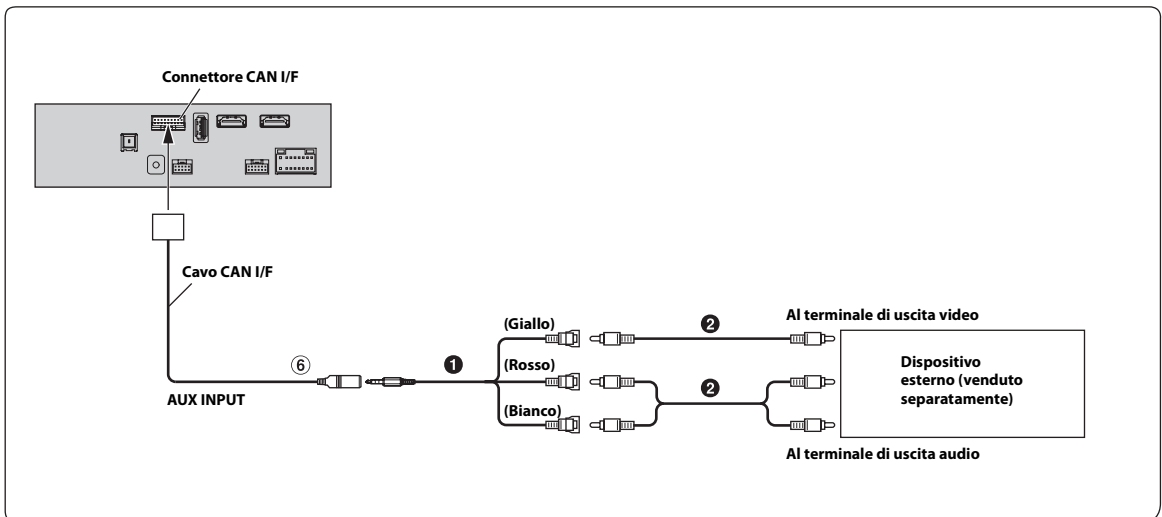 Connettore CAN I/F
Cavo CAN I/F
⑥
AUX INPUT
❶
(Giallo)
(Rosso)
(Bianco)
❷
❷
Al terminale di uscita video
Dispositivo
esterno (venduto
separatamente)
Al terminale di uscita audio